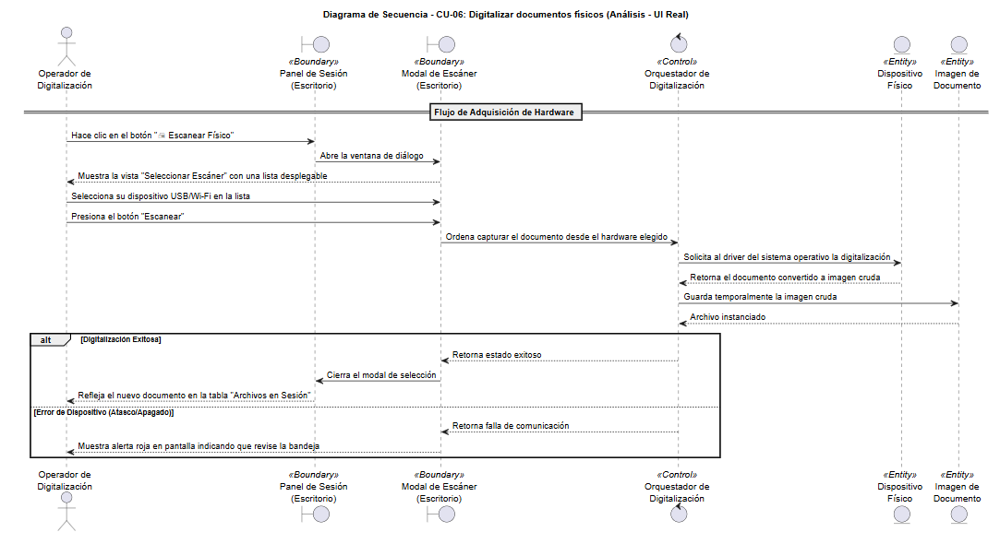 Diagrama de Secuencia - CU-06: Digitalizar documentos físicos (Análisis - UI Real)
Operador de
Digitalización
«Boundary»
Panel de Sesión
(Escritorio)
«Boundary»
Modal de Escáner
(Escritorio)
«Control»
Orquestador de
Digitalización
«Entity»
Dispositivo
Físico
«Entity»
Imagen de
Documento
Flujo de Adquisición de Hardware
Hace clic en el botón "Escanear Físico"
Abre la ventana de diálogo
Muestra la vista "Seleccionar Escáner" con una lista desplegable
Selecciona su dispositivo USB/Wi-Fi en la lista
Presiona el botón "Escanear"
Ordena capturar el documento desde el hardware elegido
Solicita al driver del sistema operativo la digitalización
Retorna el documento convertido a imagen cruda
Guarda temporalmente la imagen cruda
Archivo instanciado
alt [Digitalización Exitosa]
Retorna estado exitoso
Cierra el modal de selección
Refleja el nuevo documento en la tabla "Archivos en Sesión"
[Error de Dispositivo (Atasco/Apagado)]
Retorna falla de comunicación
Muestra alerta roja en pantalla indicando que revise la bandeja
Operador de
Digitalización
«Boundary»
Panel de Sesión
(Escritorio)
«Boundary»
Modal de Escáner
(Escritorio)
«Control»
Orquestador de
Digitalización
«Entity»
Dispositivo
Físico
«Entity»
Imagen de
Documento